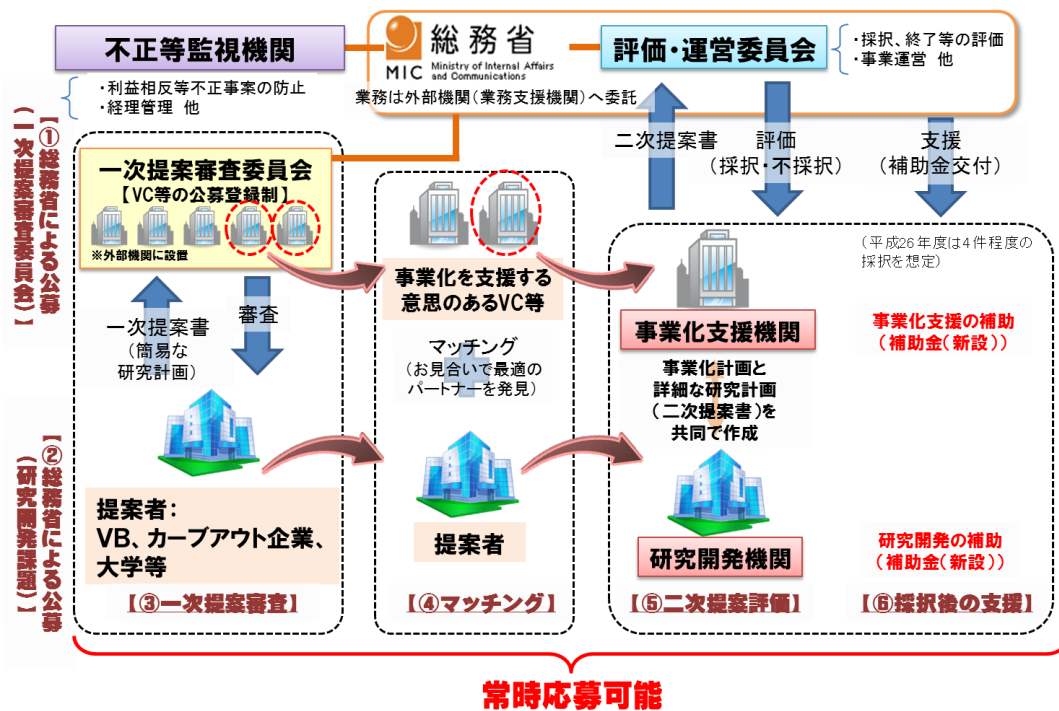 不正等監視機関
・利益相反等不正事案の防止
・経理管理 他
総務省
MIC
Ministry of Internal Affairs
and Communications
業務は外部機関（業務支援機関）へ委託
評価・運営委員会
・採択、終了等の評価
・事業運営 他
【①総務省による公募
（一次提案審査委員会）】
【②総務省による公募
（研究開発課題）】
一次提案審査委員会
【VC等の公募登録制】
※外部機関に設置
一次提案書
（簡易な
研究計画）
審査
提案者：
VB、カーブアウト企業、
大学等
【③一次提案審査】
事業化を支援する
意思のあるVC等
マッチング
（お見合いで最適の
パートナーを発見）
提案者
【④マッチング】
二次提案書
評価
（採択・不採択）
支援
（補助金交付）
事業化支援機関
事業化計画と
詳細な研究計画
（二次提案書）を
共同で作成
研究開発機関
【⑤二次提案評価】
（平成26年度は4件程度の
採択を想定）
事業化支援の補助
（補助金（新設））
研究開発の補助
（補助金（新設））
【⑥採択後の支援】
常時応募可能